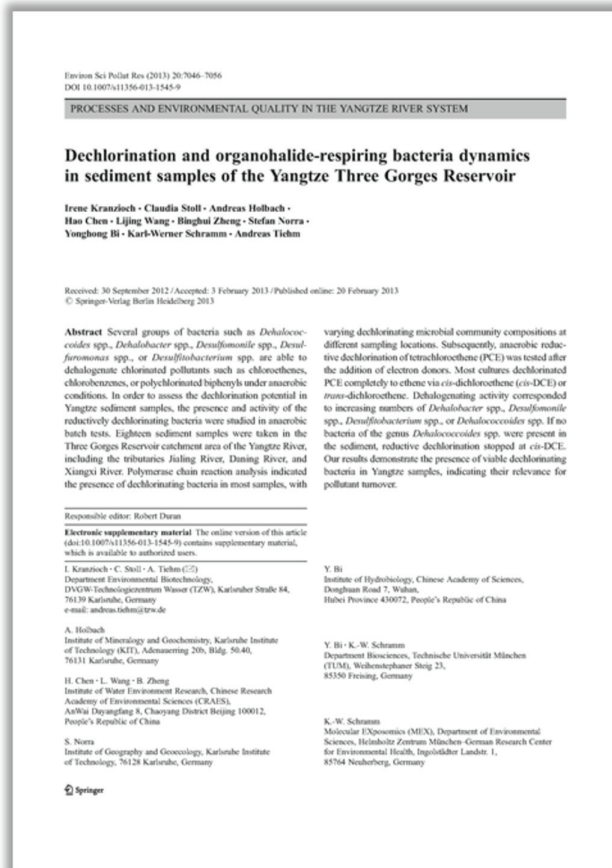 Environ Sci Pollut Res (2013) 20:7046–7056
DOI 10.1007/s11356-013-1545-9
PROCESSES AND ENVIRONMENTAL QUALITY IN THE YANGTZE RIVER SYSTEM
Dechlorination and organohalide-respiring bacteria dynamics
in sediment samples of the Yangtze Three Gorges Reservoir
Irene Kranzioch · Claudia Stoll · Andreas Holbach ·
Hao Chen · Lijing Wang · Binghui Zheng · Stefan Norra ·
Yonghong Bi · Karl-Werner Schramm · Andreas Tiehm
Received: 30 September 2012 / Accepted: 3 February 2013 / Published online: 20 February 2013
© Springer-Verlag Berlin Heidelberg 2013
Abstract Several groups of bacteria such as Dehalococ-
coides spp., Dehalobacter spp., Desulfomonile spp., Desul-
furomonas spp., or Desulfitobacterium spp. are able to
dehalogenate chlorinated pollutants such as chloroethenes,
chlorobenzenes, or polychlorinated biphenyls under anaerobic
conditions. In order to assess the dechlorination potential in
Yangtze sediment samples, the presence and activity of the
reductively dechlorinating bacteria were studied in anaerobic
batch tests. Eighteen sediment samples were taken in the
Three Gorges Reservoir catchment area of the Yangtze River,
including the tributaries Jialing River, Daning River, and
Xiangxi River. Polymerase chain reaction analysis indicated
the presence of dechlorinating bacteria in most samples, with
varying dechlorinating microbial community compositions at
different sampling locations. Subsequently, anaerobic reduc-
tive dechlorination of tetrachloroethene (PCE) was tested after
the addition of electron donors. Most cultures dechlorinated
PCE completely to ethene via cis-dichloroethene (cis-DCE) or
trans-dichloroethene. Dehalogenating activity corresponded
to increasing numbers of Dehalobacter spp., Desulfomonile
spp., Desulfitobacterium spp., or Dehalococcoides spp. If no
bacteria of the genus Dehalococcoides spp. were present in
the sediment, reductive dechlorination stopped at cis-DCE.
Our results demonstrate the presence of viable dechlorinating
bacteria in Yangtze samples, indicating their relevance for
pollutant turnover.
Responsible editor: Robert Duran
Electronic supplementary material The online version of this article
(doi:10.1007/s11356-013-1545-9) contains supplementary material,
which is available to authorized users.
I. Kranzioch · C. Stoll · A. Tiehm (✉)
Department Environmental Biotechnology,
DVGW-Technologiezentrum Wasser (TZW), Karlsruher Straße 84,
76139 Karlsruhe, Germany
e-mail: andreas.tiehm@tzw.de
A. Holbach
Institute of Mineralogy and Geochemistry, Karlsruhe Institute
of Technology (KIT), Adenauerring 20b, Bldg. 50.40,
76131 Karlsruhe, Germany
H. Chen · L. Wang · B. Zheng
Institute of Water Environment Research, Chinese Research
Academy of Environmental Sciences (CRAES),
AnWai Dayangfang 8, Chaoyang District Beijing 100012,
People's Republic of China
S. Norra
Institute of Geography and Geoecology, Karlsruhe Institute
of Technology, 76128 Karlsruhe, Germany
Y. Bi
Institute of Hydrobiology, Chinese Academy of Sciences,
Donghuan Road 7, Wuhan,
Hubei Province 430072, People's Republic of China
Y. Bi · K.-W. Schramm
Department Biosciences, Technische Universität München
(TUM), Weihenstephaner Steig 23,
85350 Freising, Germany
K.-W. Schramm
Molecular EXposomics (MEX), Department of Environmental
Sciences, Helmholtz Zentrum München–German Research Center
for Environmental Health, Ingolstädter Landstr. 1,
85764 Neuherberg, Germany
Springer